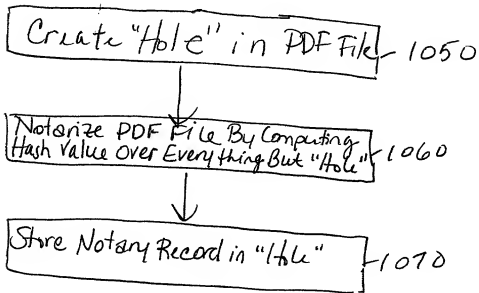 Create "Hole" in PDF File 1050
Notarize PDF File By Computing
Hash Value Over Everything But "Hole" 1060
Store Notary Record in "Hole" 1070